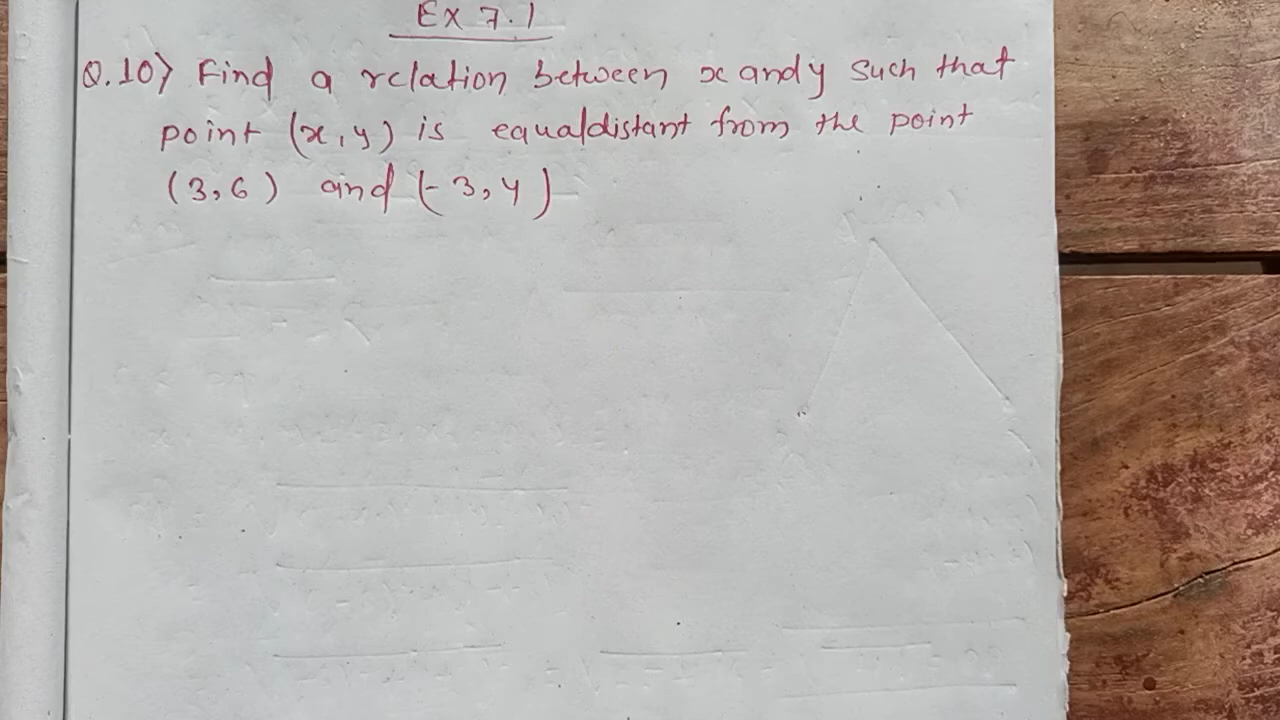 Ex 7.1
Q.10) Find a relation between x and y such that
point (x,y) is equaldistant from the point
(3,6) and (-3,4)